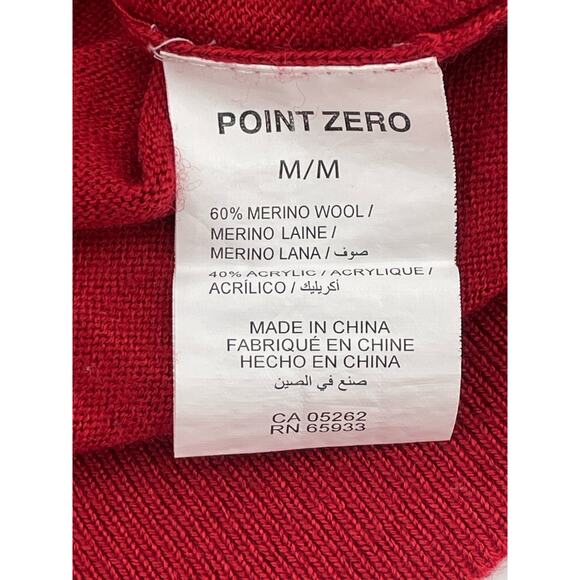 POINT ZERO
M/M
60% MERINO WOOL /
MERINO LAINE /
MERINO LANA / صوف
40% ACRYLIC / ACRYLIQUE /
ACRÍLICO / أكريليك
MADE IN CHINA
FABRIQUÉ EN CHINE
HECHO EN CHINA
صنع في الصين
CA 05262
RN 65933